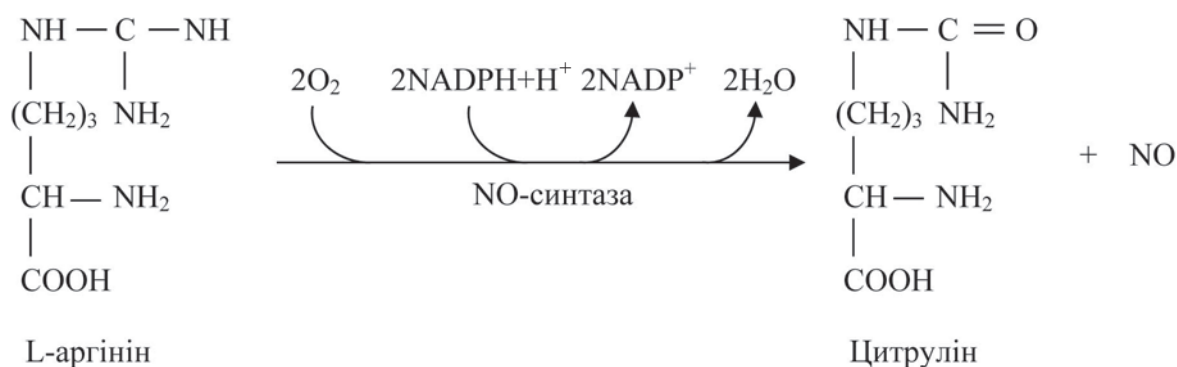 NH — C — NH
NH — C = O
2O₂ 2NADPH+H⁺ 2NADP⁺ 2H₂O
(CH₂)₃ NH₂
(CH₂)₃ NH₂
+ NO
NO-синтаза
CH — NH₂
CH — NH₂
COOH
COOH
L-аргінін
Цитрулін